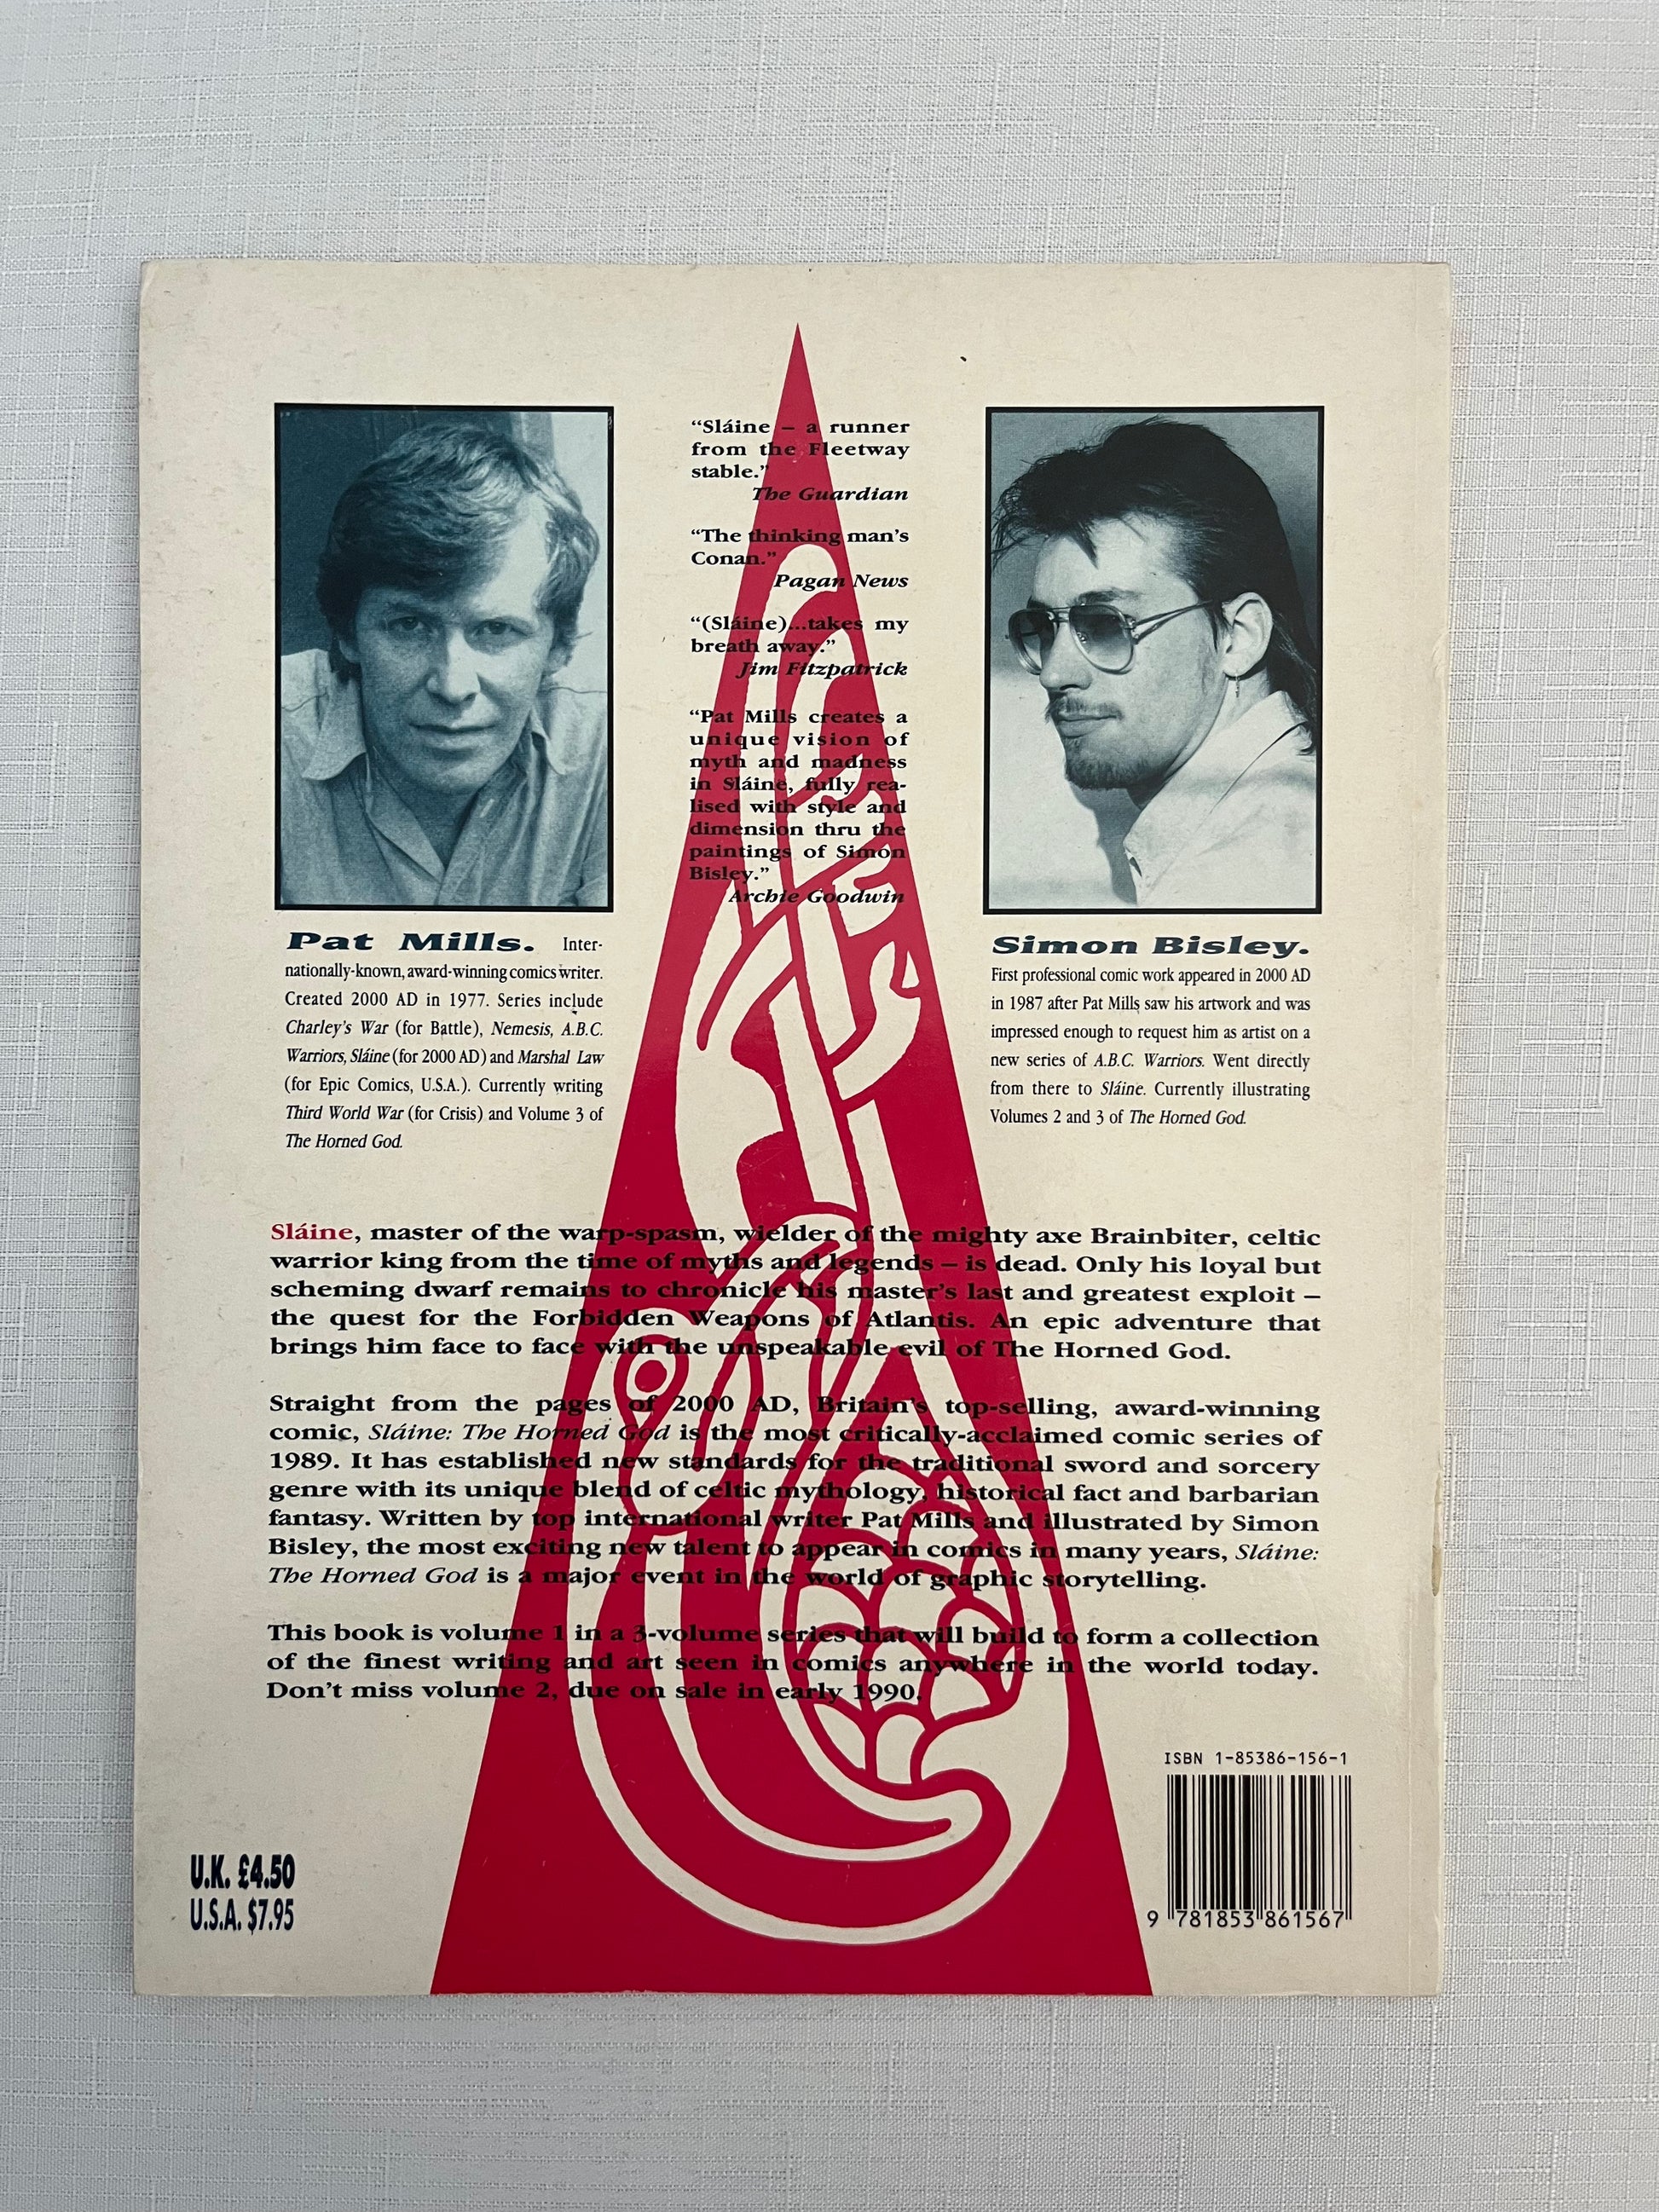 “Sláine – a runner
from the Fleetway
stable.”
The Guardian
“The thinking man’s
Conan.”
Pagan News
“(Sláine)...takes my
breath away.”
Jim Fitzpatrick
“Pat Mills creates a
unique vision of
myth and madness
in Sláine, fully rea-
lised with style and
dimension thru the
paintings of Simon
Bisley.”
Archie Goodwin
Pat Mills. Inter-
nationally-known, award-winning comics writer.
Created 2000 AD in 1977. Series include
Charley’s War (for Battle), Nemesis, A.B.C.
Warriors, Sláine (for 2000 AD) and Marshal Law
(for Epic Comics, U.S.A.). Currently writing
Third World War (for Crisis) and Volume 3 of
The Horned God.
Simon Bisley.
First professional comic work appeared in 2000 AD
in 1987 after Pat Mills saw his artwork and was
impressed enough to request him as artist on a
new series of A.B.C. Warriors. Went directly
from there to Sláine. Currently illustrating
Volumes 2 and 3 of The Horned God.
Sláine, master of the warp-spasm, wielder of the mighty axe Brainbiter, celtic
warrior king from the time of myths and legends – is dead. Only his loyal but
scheming dwarf remains to chronicle his master’s last and greatest exploit –
the quest for the Forbidden Weapons of Atlantis. An epic adventure that
brings him face to face with the unspeakable evil of The Horned God.
Straight from the pages of 2000 AD, Britain’s top-selling, award-winning
comic, Sláine: The Horned God is the most critically-acclaimed comic series of
1989. It has established new standards for the traditional sword and sorcery
genre with its unique blend of celtic mythology, historical fact and barbarian
fantasy. Written by top international writer Pat Mills and illustrated by Simon
Bisley, the most exciting new talent to appear in comics in many years, Sláine:
The Horned God is a major event in the world of graphic storytelling.
This book is volume 1 in a 3-volume series that will build to form a collection
of the finest writing and art seen in comics anywhere in the world today.
Don’t miss volume 2, due on sale in early 1990.
ISBN 1-85386-156-1
9 781853 861567
U.K. £4.50
U.S.A. $7.95